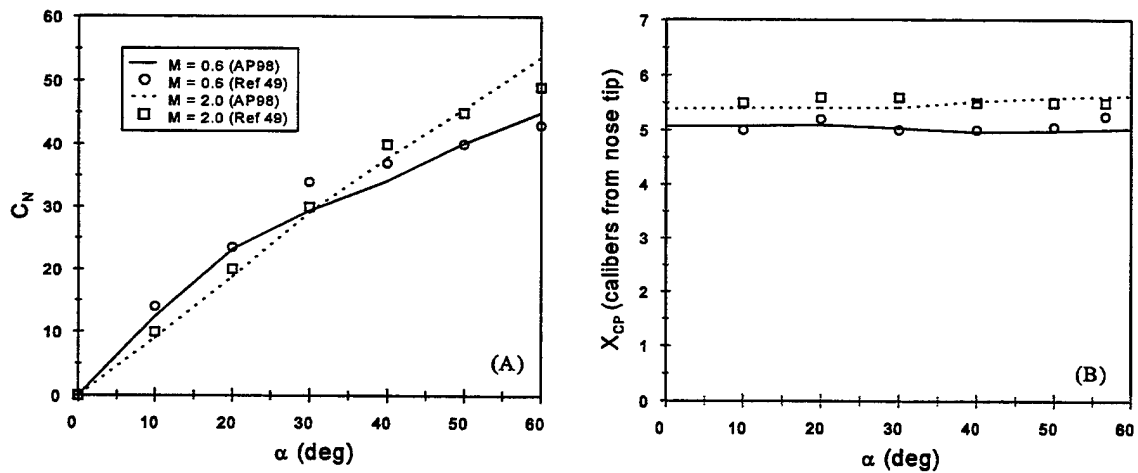 60
50
40
30
20
10
0
C_N
M = 0.6 (AP98)
M = 0.6 (Ref 49)
M = 2.0 (AP98)
M = 2.0 (Ref 49)
(A)
0 10 20 30 40 50 60
α (deg)
7
6
5
4
3
2
1
0
X_CP (calibers from nose tip)
(B)
0 10 20 30 40 50 60
α (deg)